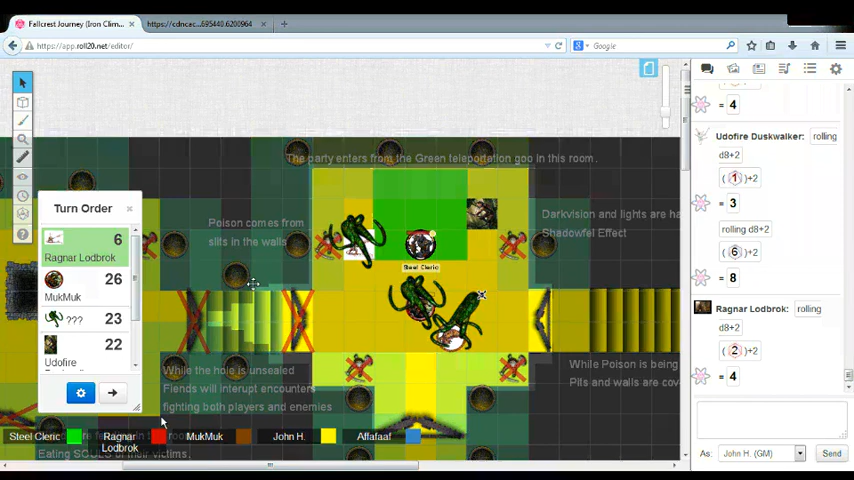 Fallcrest Journey (Iron Climb...
https://cdncac...695440.6200964
https://app.roll20.net/editor/
Google
The party enters from the Green teleportation goo in this room.
Poison comes from
slits in the walls
Darkvision and lights are ha
Shadowfel Effect
Steel Cleric
While the hole is unsealed
Fiends will interupt encounters
fighting both players and enemies
While Poison is being
Pits and walls are cov
Eating SOULS of their victims.
Turn Order
6
Ragnar Lodbrok
26
MukMuk
23
???
22
Udofire
Steel Cleric
Ragnar
Lodbrok
MukMuk
John H.
Affafaaf
= 4
Udofire Duskwalker: rolling
d8+2
(1)+2
= 3
rolling d8+2
(6)+2
= 8
Ragnar Lodbrok: rolling
d8+2
(2)+2
= 4
As: John H. (GM)
Send